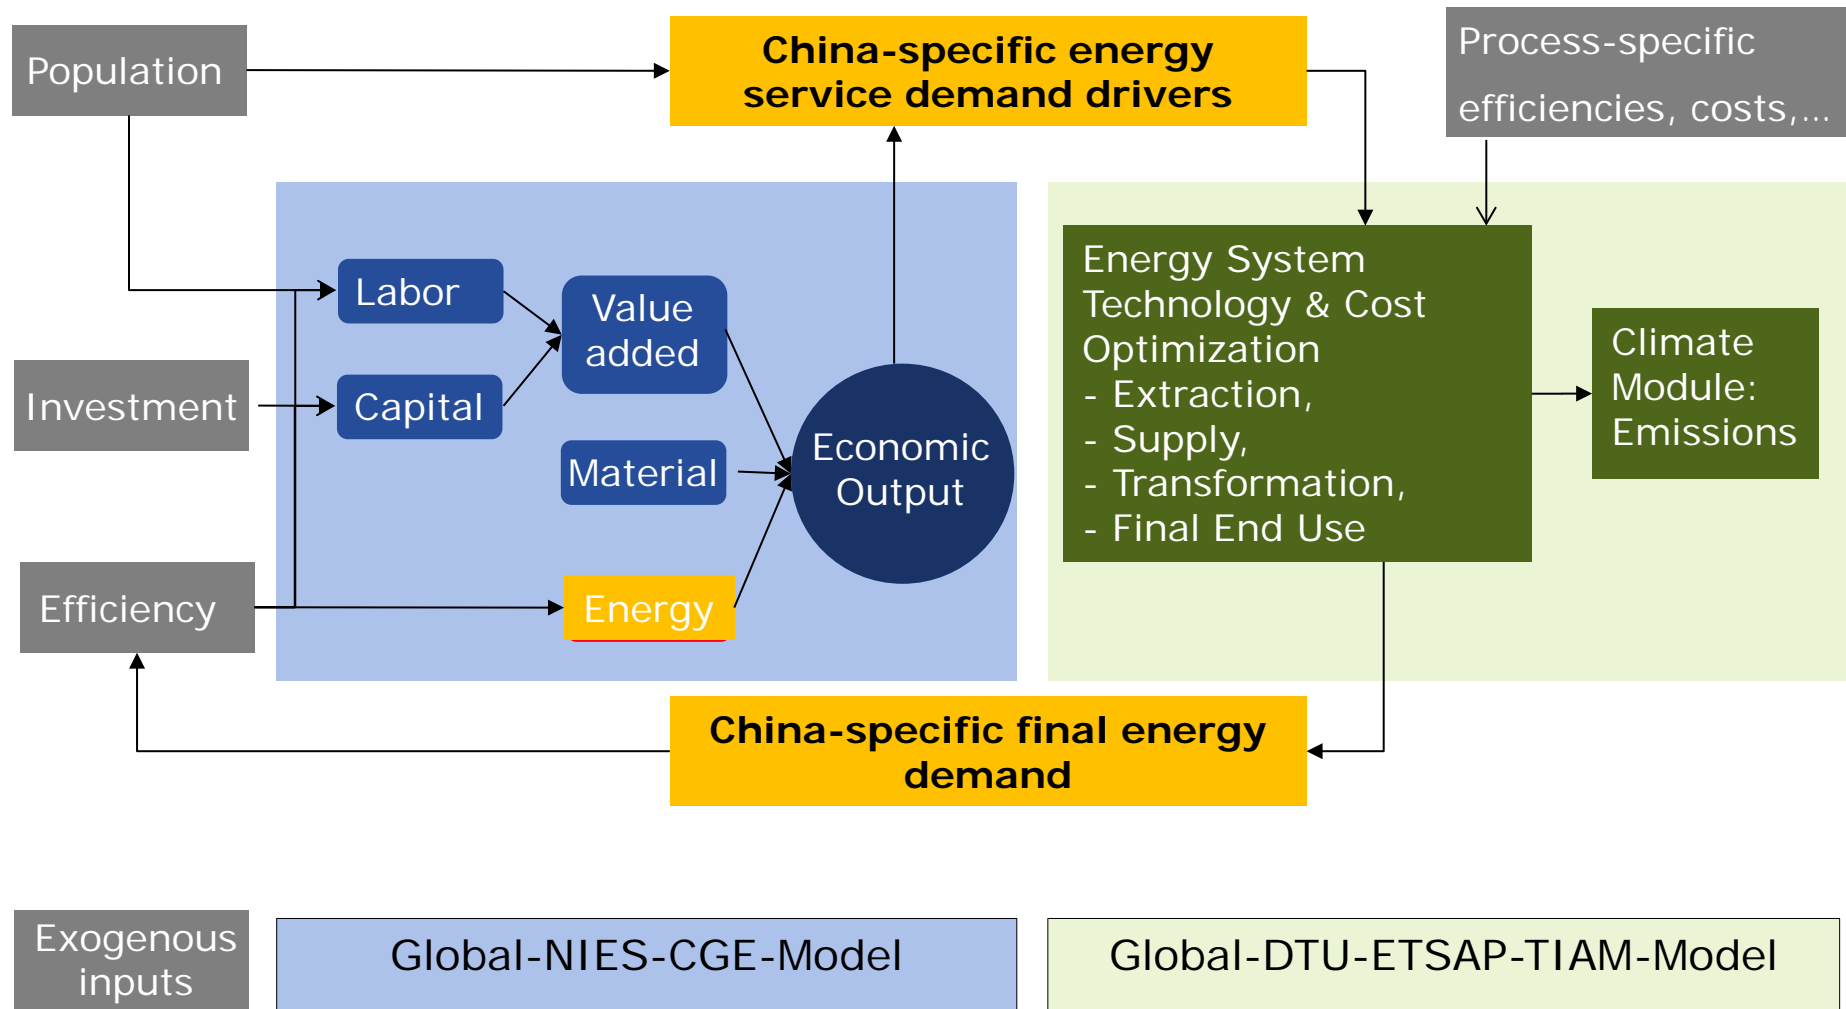 Population
China-specific energy
service demand drivers
Process-specific
efficiencies, costs,...
Labor
Value
added
Investment
Capital
Material
Economic
Output
Efficiency
Energy
Energy System
Technology & Cost
Optimization
- Extraction,
- Supply,
- Transformation,
- Final End Use
Climate
Module:
Emissions
China-specific final energy
demand
Exogenous
inputs
Global-NIES-CGE-Model
Global-DTU-ETSAP-TIAM-Model